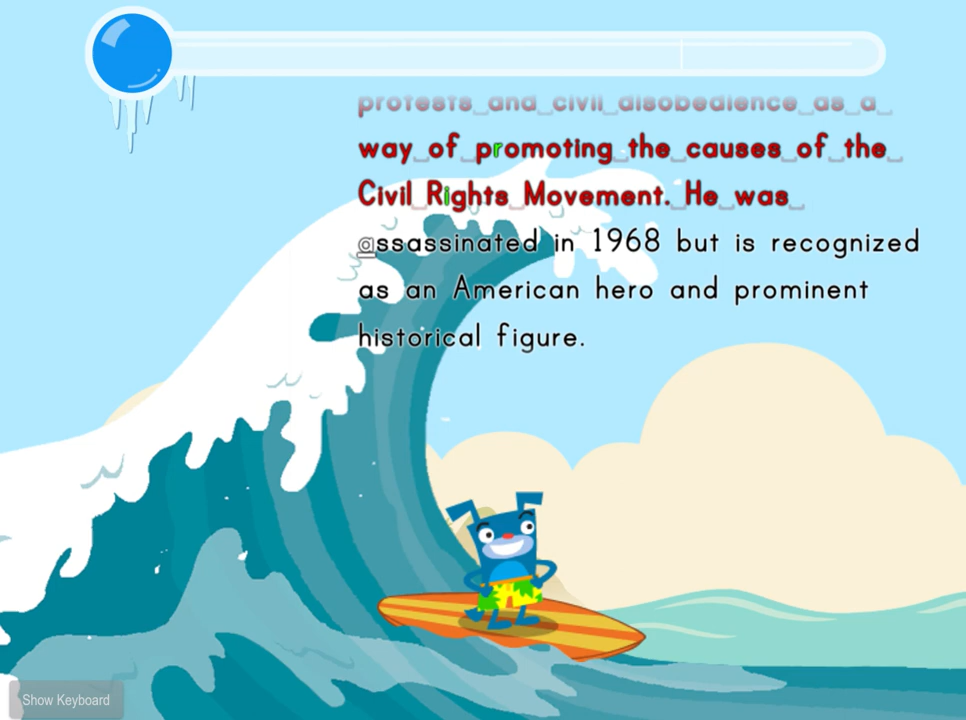 protests and civil disobedience as a
way of promoting the causes of the
Civil Rights Movement. He was
assassinated in 1968 but is recognized
as an American hero and prominent
historical figure.
Show Keyboard